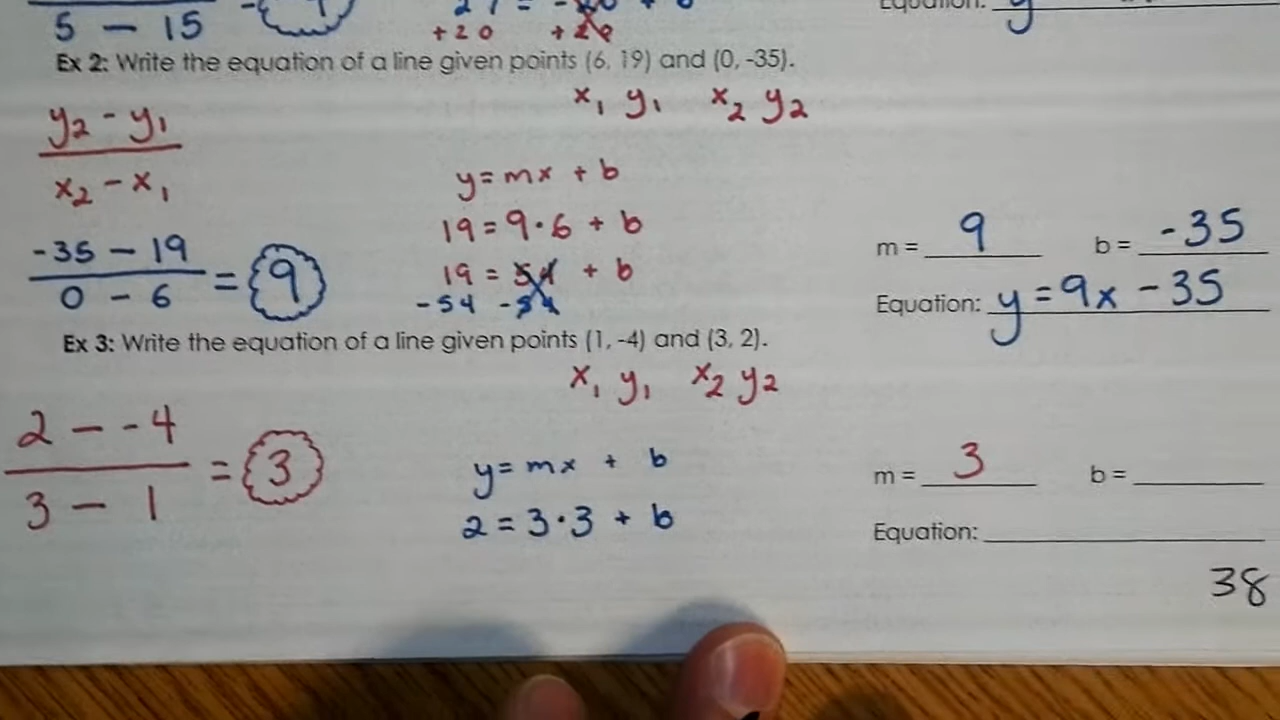 5 – 15
+20 +20
Equation: y
Ex 2: Write the equation of a line given points (6, 19) and (0, -35).
x₁ y₁ x₂ y₂
y₂ - y₁
x₂ - x₁
y = mx + b
19 = 9 · 6 + b
19 = 54 + b
-54 -54
-35 – 19
0 – 6
= 9
m = 9 b = -35
Equation: y = 9x - 35
Ex 3: Write the equation of a line given points (1, -4) and (3, 2).
x₁ y₁ x₂ y₂
2 – -4
3 – 1
= 3
y = mx + b
2 = 3 · 3 + b
m = 3 b =
Equation:
38